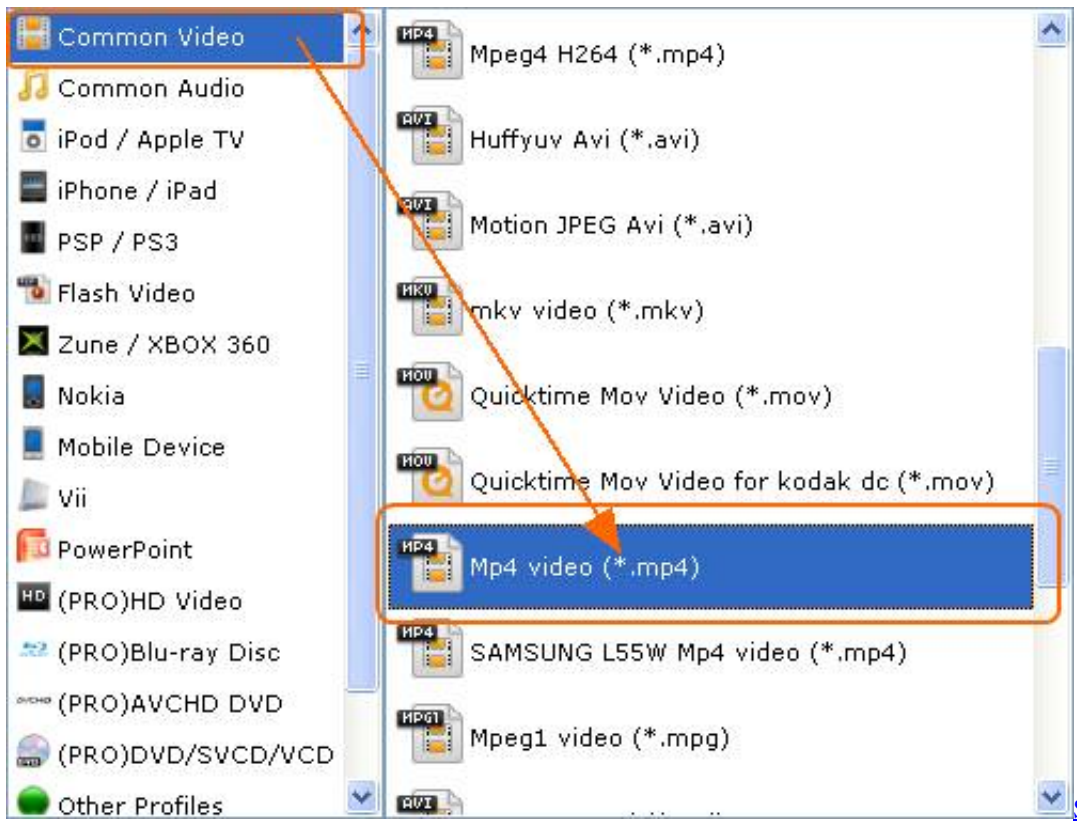 Common Video
Common Audio
iPod / Apple TV
iPhone / iPad
PSP / PS3
Flash Video
Zune / XBOX 360
Nokia
Mobile Device
Vii
PowerPoint
HD (PRO)HD Video
(PRO)Blu-ray Disc
(PRO)AVCHD DVD
(PRO)DVD/SVCD/VCD
Other Profiles
MP4 Mpeg4 H264 (*.mp4)
AVI Huffyuv Avi (*.avi)
AVI Motion JPEG Avi (*.avi)
MKV mkv video (*.mkv)
MOV Quicktime Mov Video (*.mov)
MOV Quicktime Mov Video for kodak dc (*.mov)
MP4 Mp4 video (*.mp4)
MP4 SAMSUNG L55W Mp4 video (*.mp4)
MPG1 Mpeg1 video (*.mpg)
AVI